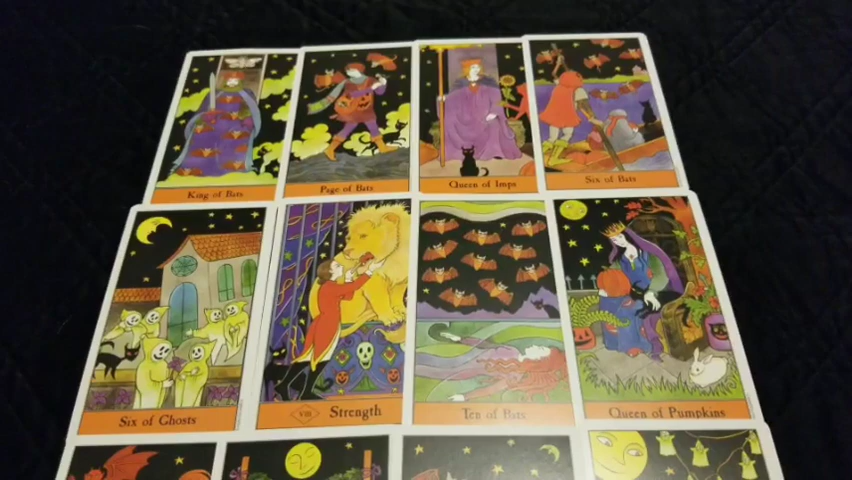 King of Bats
Page of Bats
Queen of Imps
Six of Bats
Six of Ghosts
VIII Strength
Ten of Bats
Queen of Pumpkins